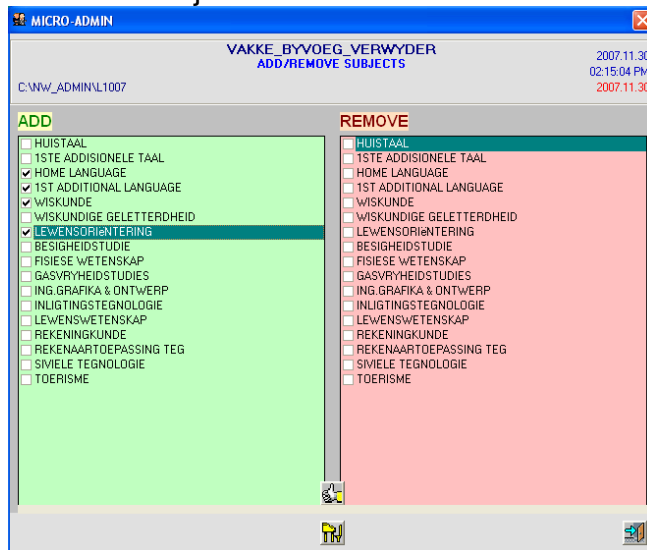 MICRO-ADMIN
VAKKE_BYVOEG_VERWYDER
ADD/REMOVE SUBJECTS
2007.11.30
02:15:04 PM
C:\NW_ADMIN\L1007
2007.11.30
ADD
HUISTAAL
1STE ADDISIONELE TAAL
HOME LANGUAGE
1ST ADDITIONAL LANGUAGE
WISKUNDE
WISKUNDIGE GELETTERDHEID
LEWENSORIëNTERING
BESIGHEIDSTUDIE
FISIESE WETENSKAP
GASVRYHEIDSTUDIES
ING.GRAFIKA & ONTWERP
INLIGTINGSTEGNOLOGIE
LEWENSWETENSKAP
REKENINGKUNDE
REKENAARTOEPASSING TEG
SIVIELE TEGNOLOGIE
TOERISME
REMOVE
HUISTAAL
1STE ADDISIONELE TAAL
HOME LANGUAGE
1ST ADDITIONAL LANGUAGE
WISKUNDE
WISKUNDIGE GELETTERDHEID
LEWENSORIëNTERING
BESIGHEIDSTUDIE
FISIESE WETENSKAP
GASVRYHEIDSTUDIES
ING.GRAFIKA & ONTWERP
INLIGTINGSTEGNOLOGIE
LEWENSWETENSKAP
REKENINGKUNDE
REKENAARTOEPASSING TEG
SIVIELE TEGNOLOGIE
TOERISME